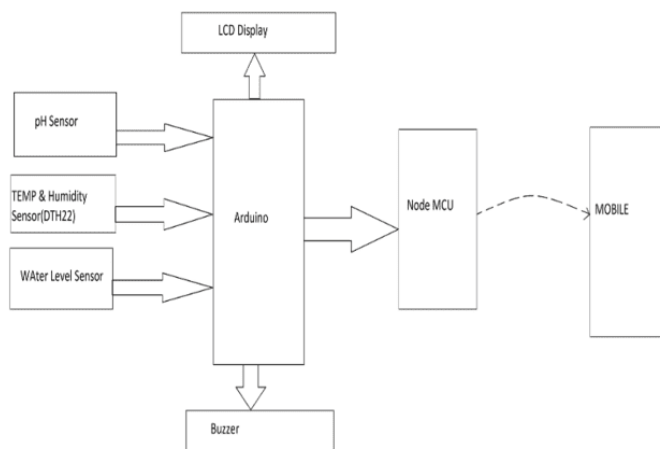 LCD Display
pH Sensor
TEMP & Humidity
Sensor(DTH22)
WAter Level Sensor
Arduino
Node MCU
MOBILE
Buzzer